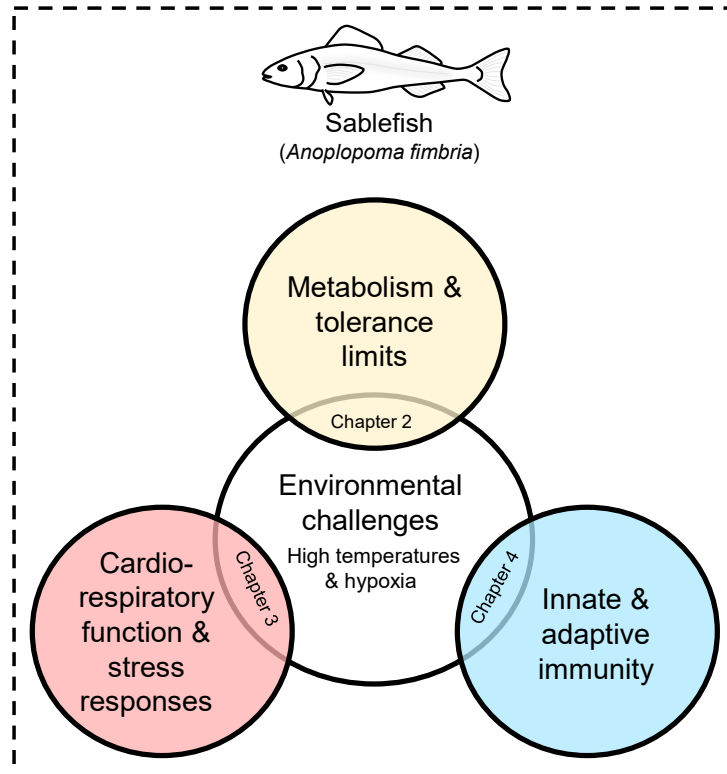 Sablefish
(Anoplopoma fimbria)
Metabolism &
tolerance
limits
Chapter 2
Environmental
challenges
High temperatures
& hypoxia
Chapter 3
Chapter 4
Cardio-
respiratory
function &
stress
responses
Innate &
adaptive
immunity